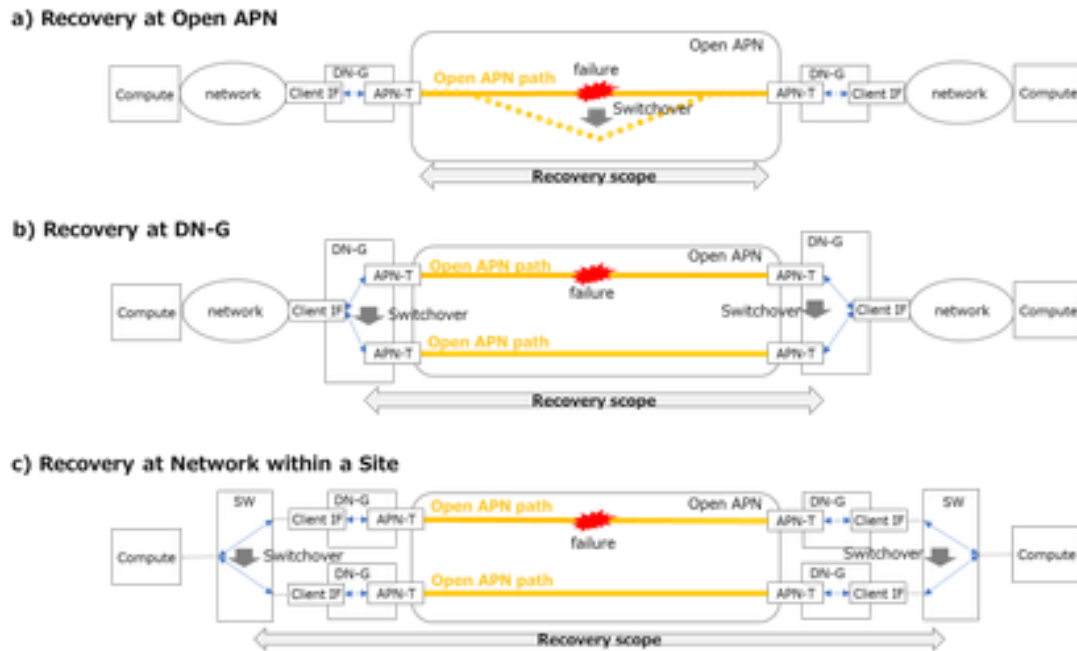 a) Recovery at Open APN
Open APN
DN-G
Open APN path
failure
DN-G
Compute
network
Client IF
APN-T
APN-T
Client IF
network
Compute
Switchover
Recovery scope
b) Recovery at DN-G
DN-G
Open APN
DN-G
APN-T
Open APN path
APN-T
failure
Compute
network
Client IF
Switchover
Switchover
Client IF
network
Compute
APN-T
Open APN path
APN-T
Recovery scope
c) Recovery at Network within a Site
SW
DN-G
Open APN path
Open APN
DN-G
SW
Client IF
APN-T
APN-T
Client IF
failure
Compute
Switchover
Switchover
Compute
DN-G
Open APN path
DN-G
Client IF
APN-T
APN-T
Client IF
Recovery scope